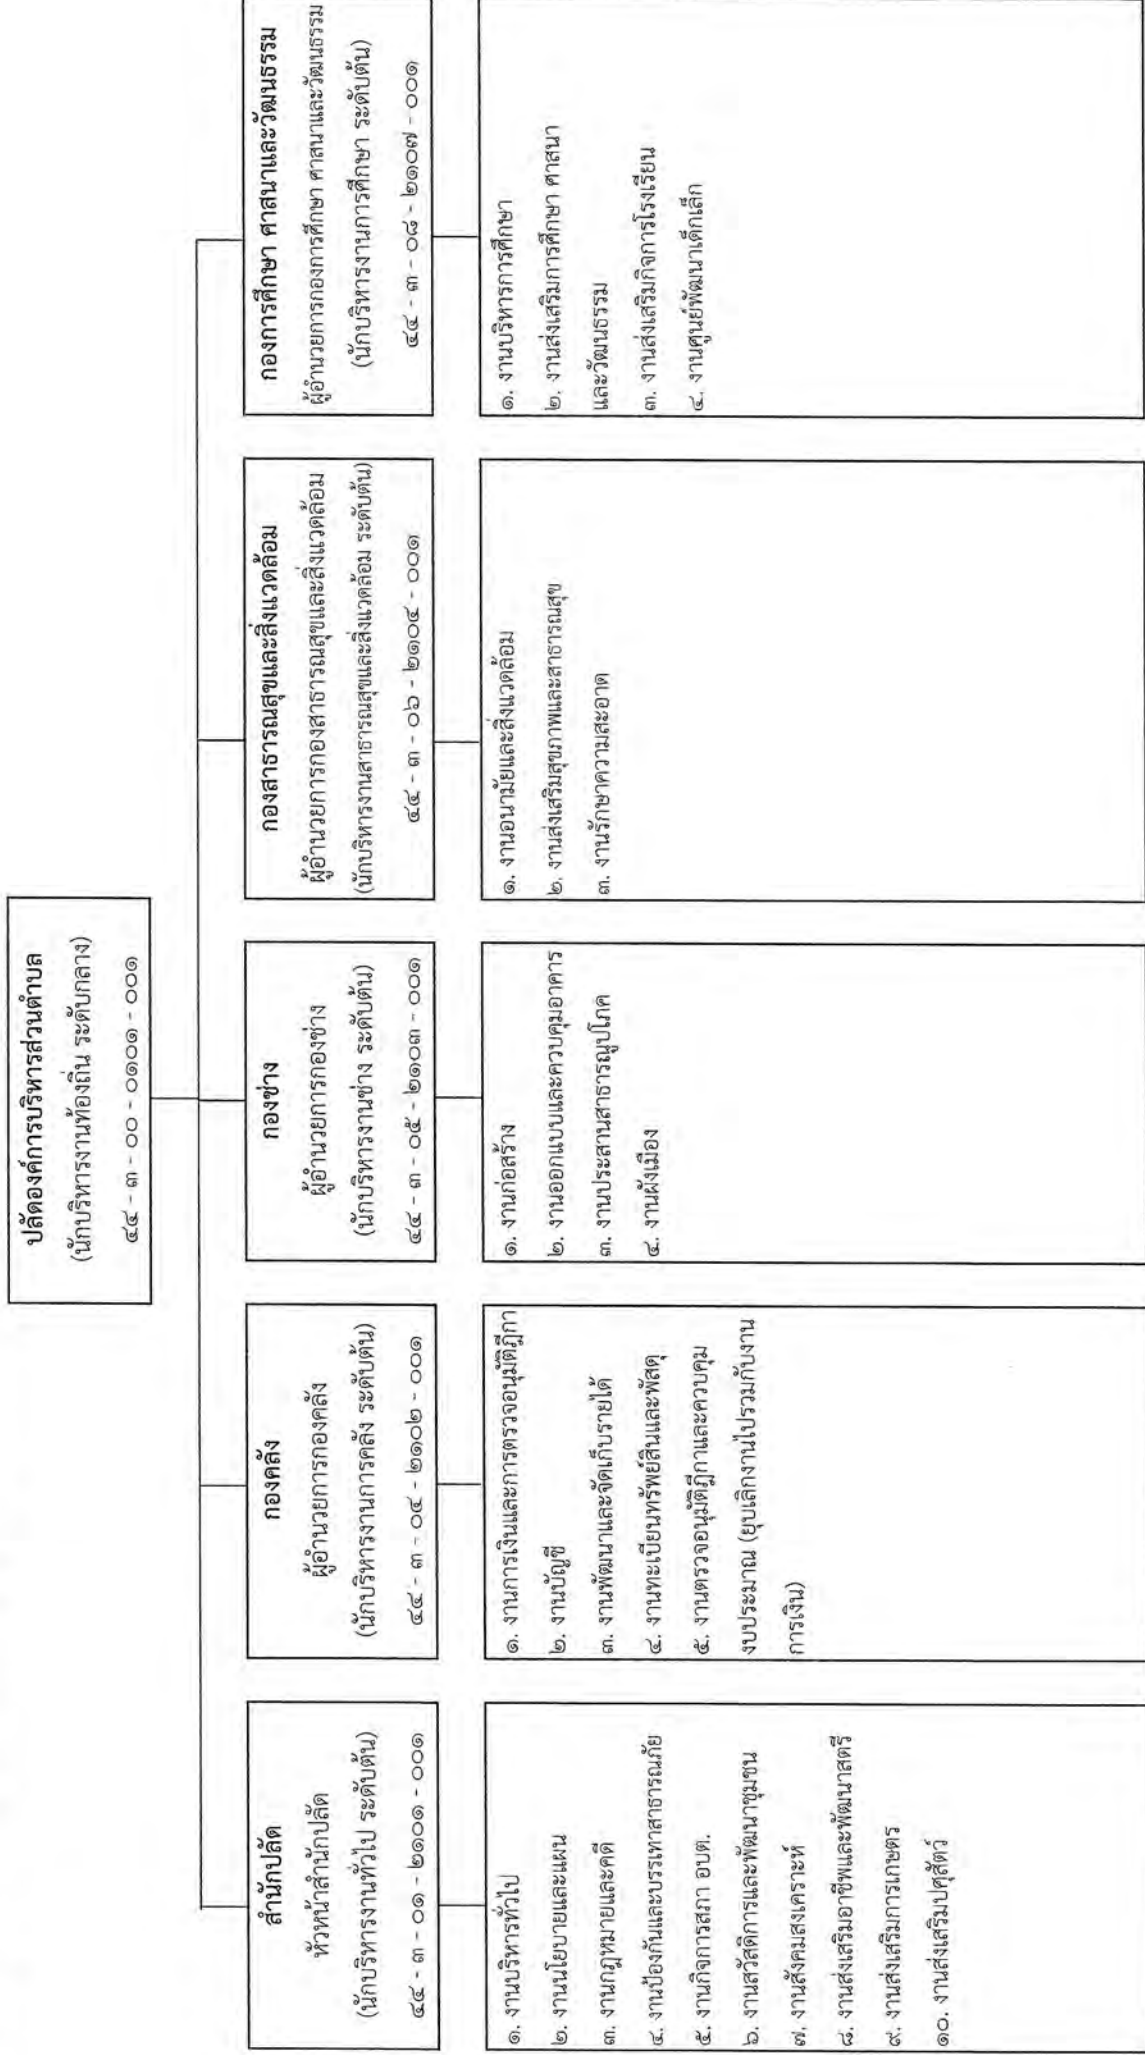 ปลัดองค์การบริหารส่วนตำบล
(นักบริหารงานท้องถิ่น ระดับกลาง)
๔๔ - ๓ - ๐๐ - ๐๑๐๑ - ๐๐๑
สำนักปลัด
หัวหน้าสำนักปลัด
(นักบริหารงานทั่วไป ระดับต้น)
๔๔ - ๓ - ๐๑ - ๒๑๐๑ - ๐๐๑
๑. งานบริหารทั่วไป
๒. งานนโยบายและแผน
๓. งานกฎหมายและคดี
๔. งานป้องกันและบรรเทาสาธารณภัย
๕. งานกิจการสภา อบต.
๖. งานสวัสดิการและพัฒนาชุมชน
๗. งานสังคมสงเคราะห์
๘. งานส่งเสริมอาชีพและพัฒนาสตรี
๙. งานส่งเสริมการเกษตร
๑๐. งานส่งเสริมปศุสัตว์
กองคลัง
ผู้อำนวยการกองคลัง
(นักบริหารงานการคลัง ระดับต้น)
๔๔ - ๓ - ๐๔ - ๒๑๐๒ - ๐๐๑
๑. งานการเงินและการตรวจอนุมัติฎีกา
๒. งานบัญชี
๓. งานพัฒนาและจัดเก็บรายได้
๔. งานทะเบียนทรัพย์สินและพัสดุ
๕. งานตรวจอนุมัติฎีกาและควบคุม
งบประมาณ (ยุบเลิกงานไปรวมกับงาน
การเงิน)
กองช่าง
ผู้อำนวยการกองช่าง
(นักบริหารงานช่าง ระดับต้น)
๔๔ - ๓ - ๐๕ - ๒๑๐๓ - ๐๐๑
๑. งานก่อสร้าง
๒. งานออกแบบและควบคุมอาคาร
๓. งานประสานสาธารณูปโภค
๔. งานผังเมือง
กองสาธารณสุขและสิ่งแวดล้อม
ผู้อำนวยการกองสาธารณสุขและสิ่งแวดล้อม
(นักบริหารงานสาธารณสุขและสิ่งแวดล้อม ระดับต้น)
๔๔ - ๓ - ๐๖ - ๒๑๐๔ - ๐๐๑
๑. งานอนามัยและสิ่งแวดล้อม
๒. งานส่งเสริมสุขภาพและสาธารณสุข
๓. งานรักษาความสะอาด
กองการศึกษา ศาสนาและวัฒนธรรม
ผู้อำนวยการกองการศึกษา ศาสนาและวัฒนธรรม
(นักบริหารงานการศึกษา ระดับต้น)
๔๔ - ๓ - ๐๘ - ๒๑๐๗ - ๐๐๑
๑. งานบริหารการศึกษา
๒. งานส่งเสริมการศึกษา ศาสนา
และวัฒนธรรม
๓. งานส่งเสริมกิจการโรงเรียน
๔. งานศูนย์พัฒนาเด็กเล็ก